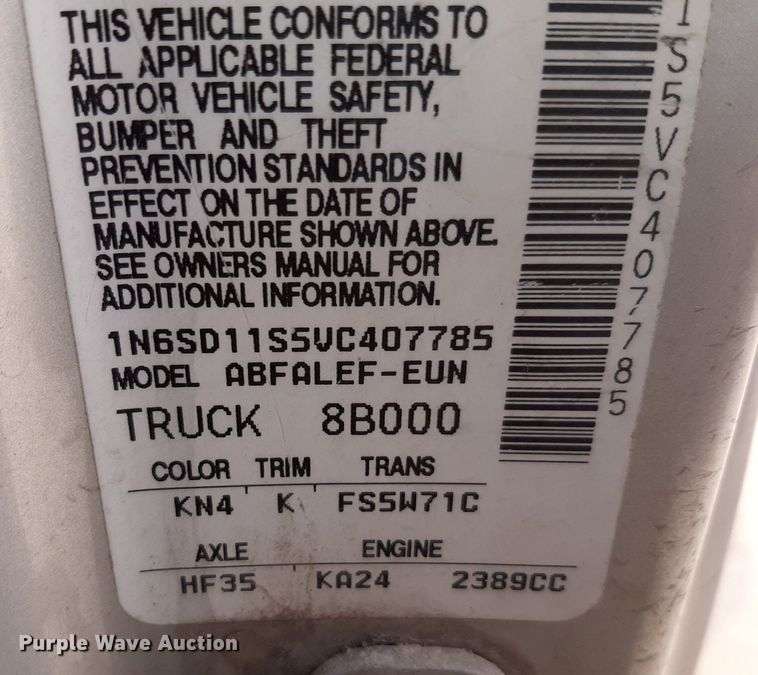 THIS VEHICLE CONFORMS TO
ALL APPLICABLE FEDERAL
MOTOR VEHICLE SAFETY,
BUMPER AND THEFT
PREVENTION STANDARDS IN
EFFECT ON THE DATE OF
MANUFACTURE SHOWN ABOVE.
SEE OWNERS MANUAL FOR
ADDITIONAL INFORMATION.
1N6SD11S5VC407785
MODEL ABFALEF-EUN
TRUCK 8B000
COLOR TRIM TRANS
KN4 K FS5W71C
AXLE ENGINE
HF35 KA24 2389CC
1S5VC407785
Purple Wave Auction